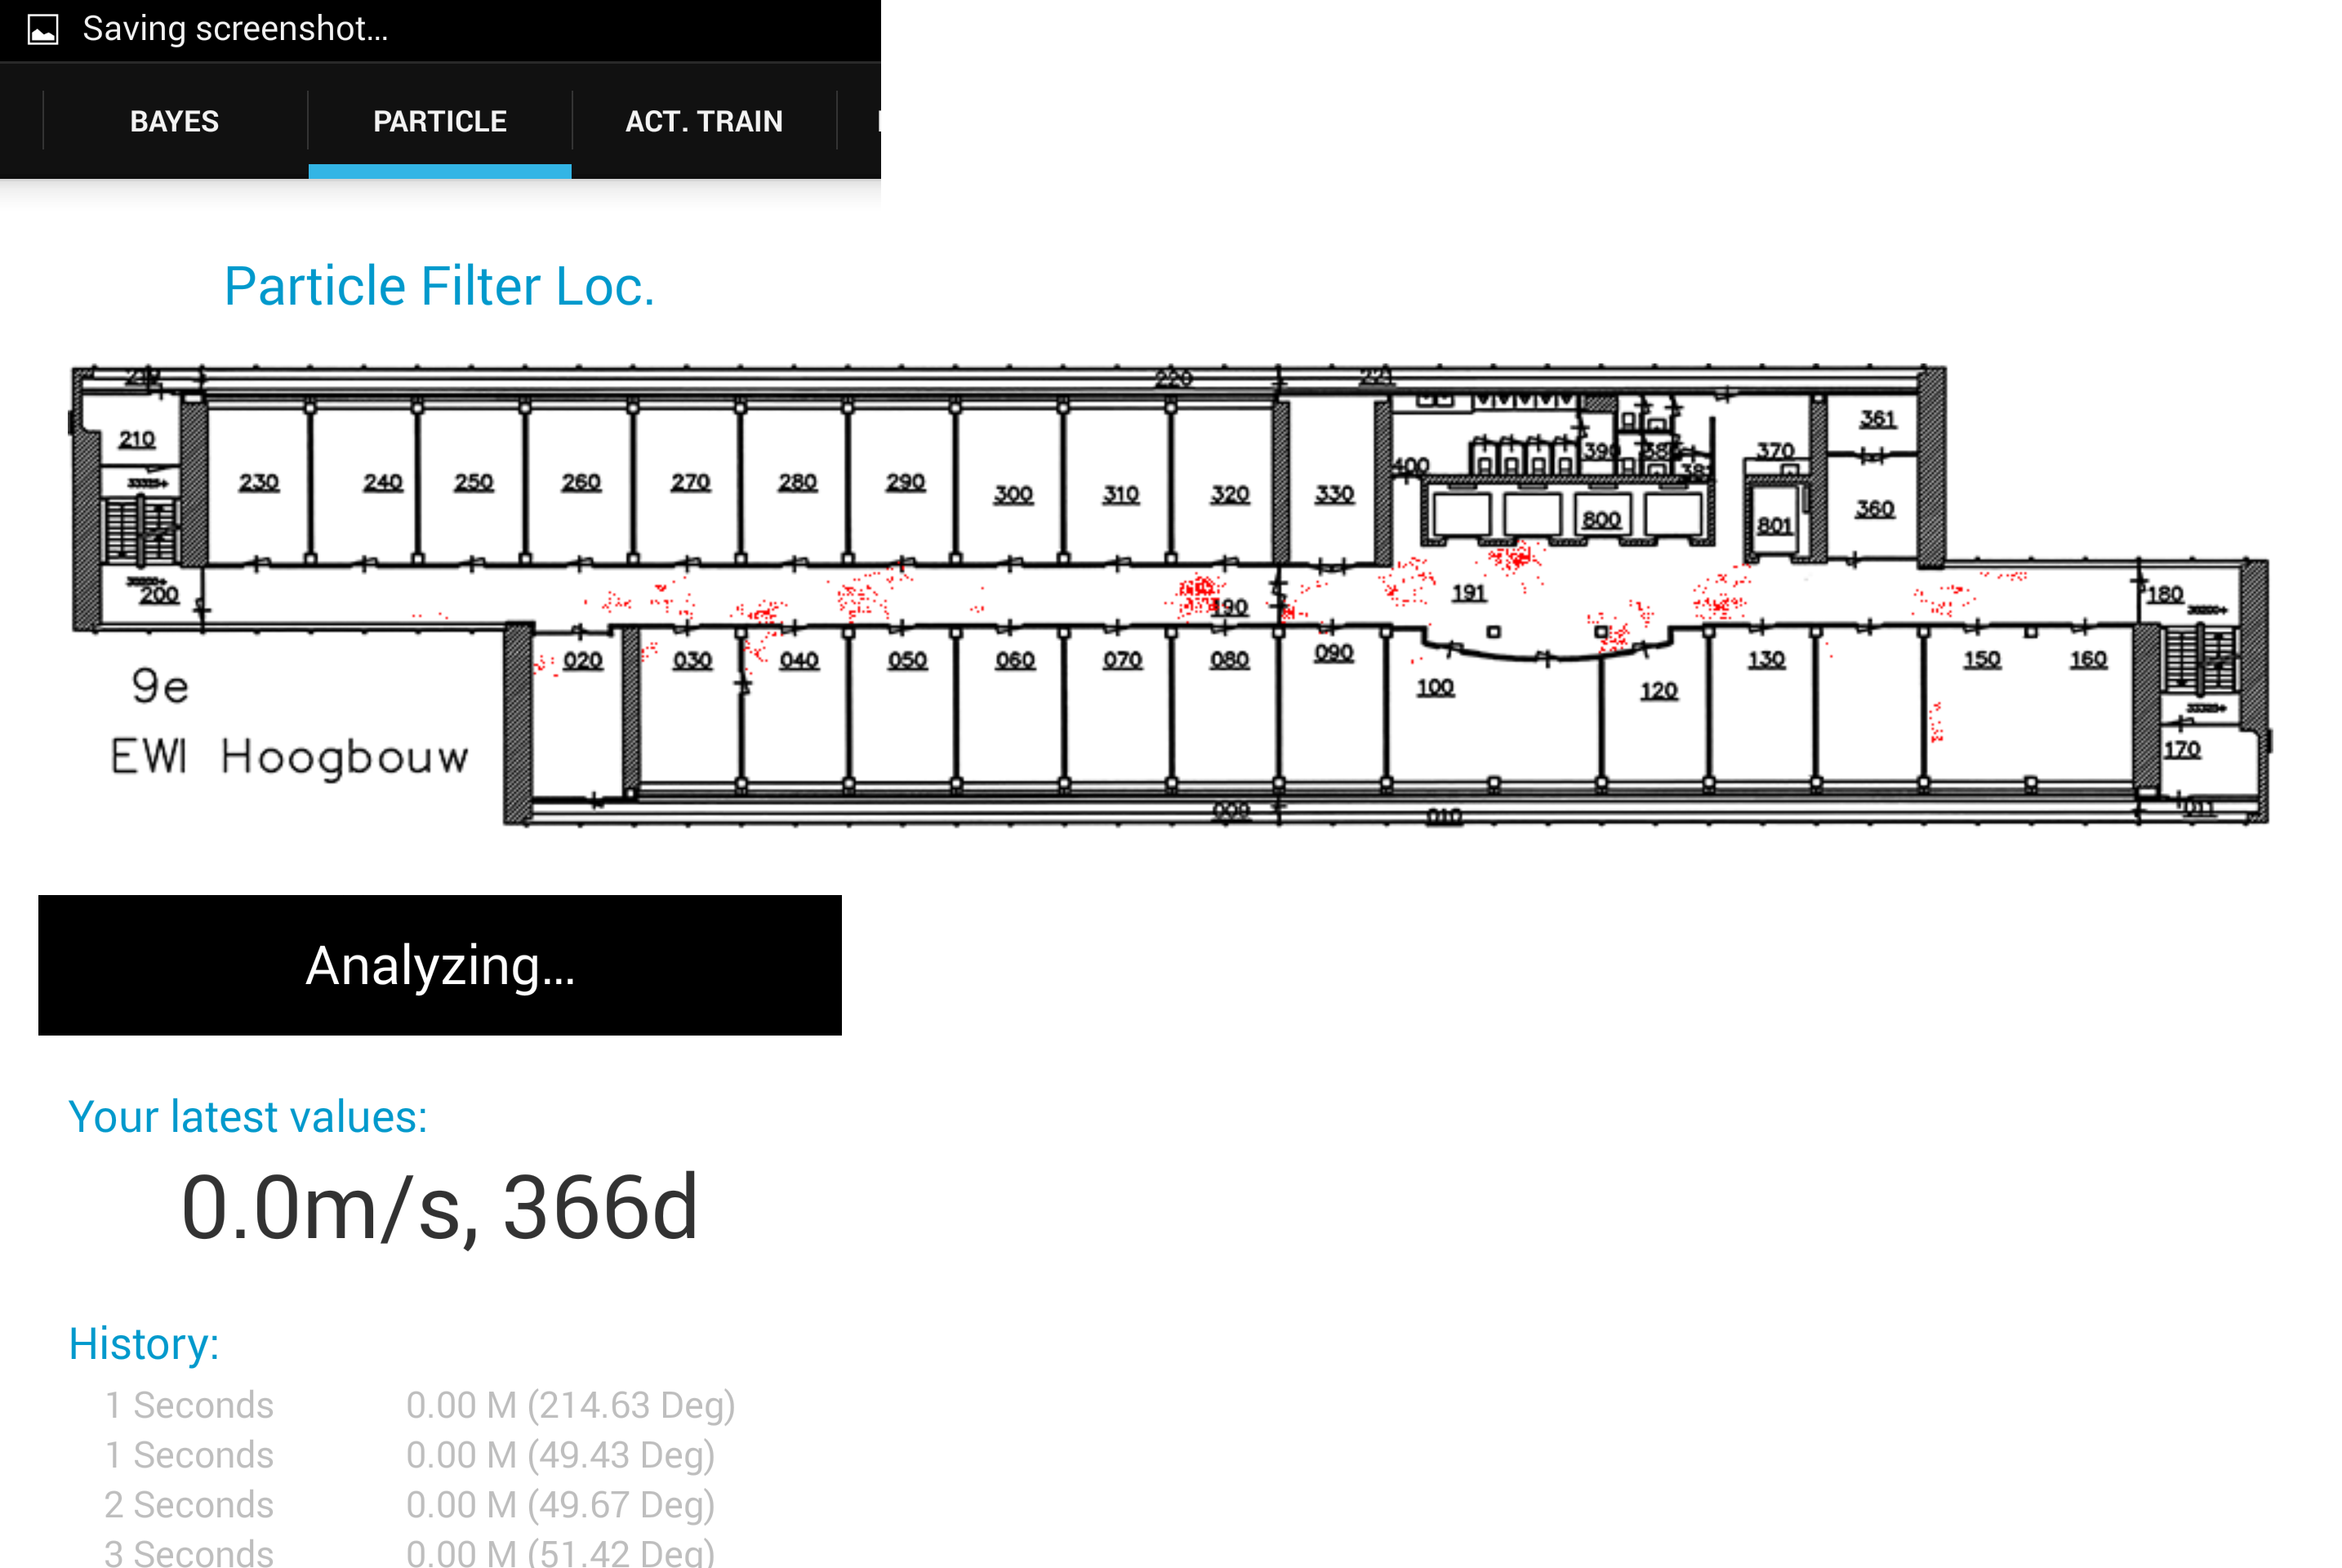 Saving screenshot...
BAYES PARTICLE ACT. TRAIN
Particle Filter Loc.
220 221
210 361
230 240 250 260 270 280 290 300 310 320 330 400 390 370
360
800 801
200 190 191 180
020 030 040 050 060 070 080 090 100 120 130 150 160
170
009 010 011
9e
EWI Hoogbouw
Analyzing...
Your latest values:
0.0m/s, 366d
History:
1 Seconds 0.00 M (214.63 Deg)
1 Seconds 0.00 M (49.43 Deg)
2 Seconds 0.00 M (49.67 Deg)
3 Seconds 0.00 M (51.42 Deg)